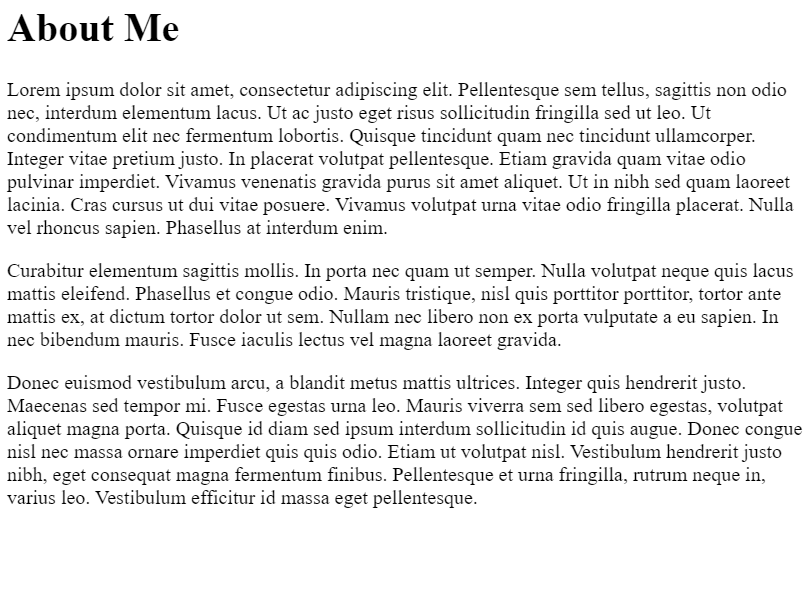 About Me
Lorem ipsum dolor sit amet, consectetur adipiscing elit. Pellentesque sem tellus, sagittis non odio
nec, interdum elementum lacus. Ut ac justo eget risus sollicitudin fringilla sed ut leo. Ut
condimentum elit nec fermentum lobortis. Quisque tincidunt quam nec tincidunt ullamcorper.
Integer vitae pretium justo. In placerat volutpat pellentesque. Etiam gravida quam vitae odio
pulvinar imperdiet. Vivamus venenatis gravida purus sit amet aliquet. Ut in nibh sed quam laoreet
lacinia. Cras cursus ut dui vitae posuere. Vivamus volutpat urna vitae odio fringilla placerat. Nulla
vel rhoncus sapien. Phasellus at interdum enim.
Curabitur elementum sagittis mollis. In porta nec quam ut semper. Nulla volutpat neque quis lacus
mattis eleifend. Phasellus et congue odio. Mauris tristique, nisl quis porttitor porttitor, tortor ante
mattis ex, at dictum tortor dolor ut sem. Nullam nec libero non ex porta vulputate a eu sapien. In
nec bibendum mauris. Fusce iaculis lectus vel magna laoreet gravida.
Donec euismod vestibulum arcu, a blandit metus mattis ultrices. Integer quis hendrerit justo.
Maecenas sed tempor mi. Fusce egestas urna leo. Mauris viverra sem sed libero egestas, volutpat
aliquet magna porta. Quisque id diam sed ipsum interdum sollicitudin id quis augue. Donec congue
nisl nec massa ornare imperdiet quis quis odio. Etiam ut volutpat nisl. Vestibulum hendrerit justo
nibh, eget consequat magna fermentum finibus. Pellentesque et urna fringilla, rutrum neque in,
varius leo. Vestibulum efficitur id massa eget pellentesque.